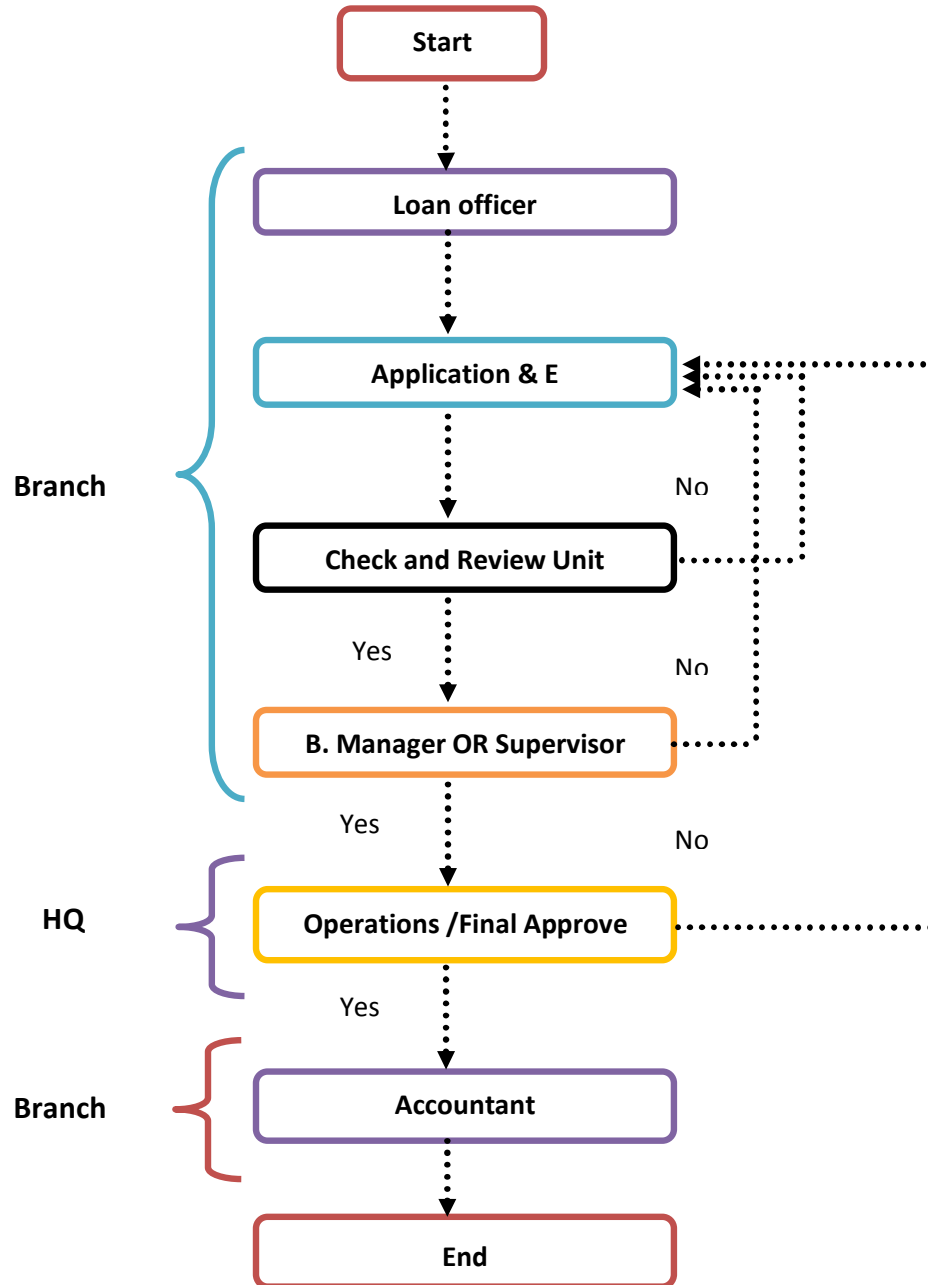 Start
Loan officer
Application & E
Branch
No
Check and Review Unit
Yes
No
B. Manager OR Supervisor
Yes
No
HQ
Operations /Final Approve
Yes
Branch
Accountant
End